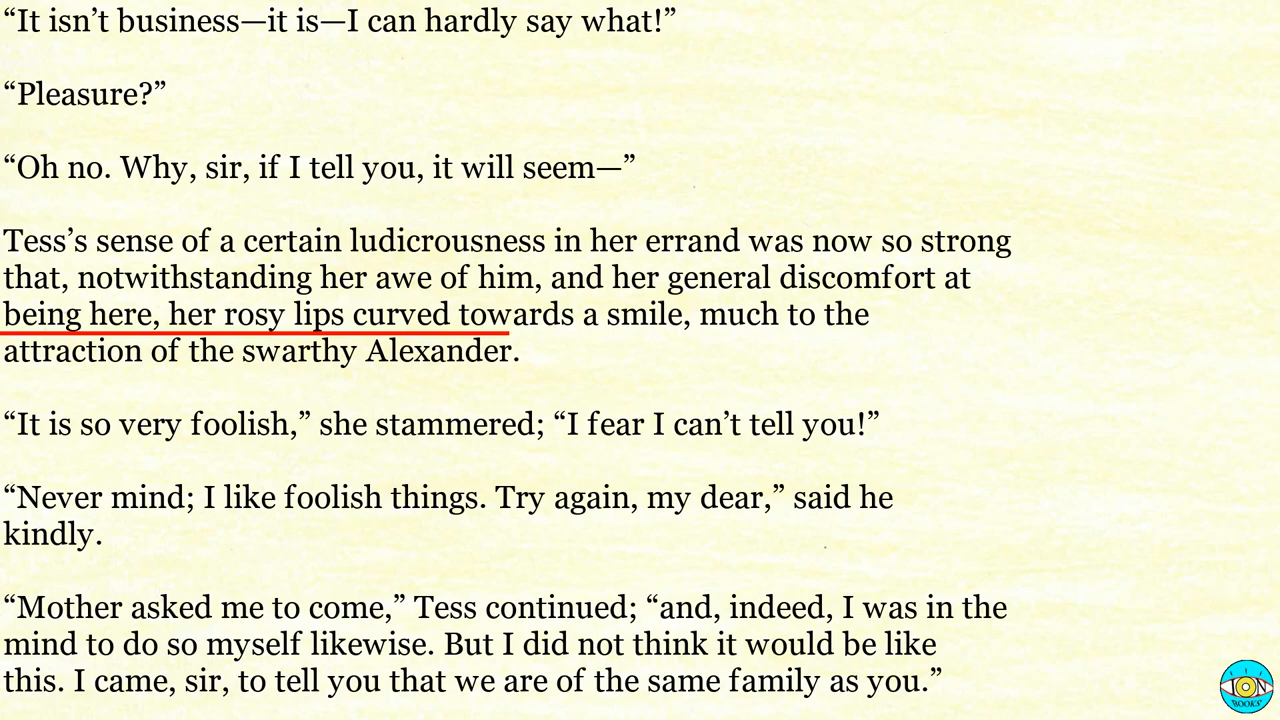 “It isn’t business—it is—I can hardly say what!”
“Pleasure?”
“Oh no. Why, sir, if I tell you, it will seem—”
Tess’s sense of a certain ludicrousness in her errand was now so strong
that, notwithstanding her awe of him, and her general discomfort at
being here, her rosy lips curved towards a smile, much to the
attraction of the swarthy Alexander.
“It is so very foolish,” she stammered; “I fear I can’t tell you!”
“Never mind; I like foolish things. Try again, my dear,” said he
kindly.
“Mother asked me to come,” Tess continued; “and, indeed, I was in the
mind to do so myself likewise. But I did not think it would be like
this. I came, sir, to tell you that we are of the same family as you.”
ION
BOOKS